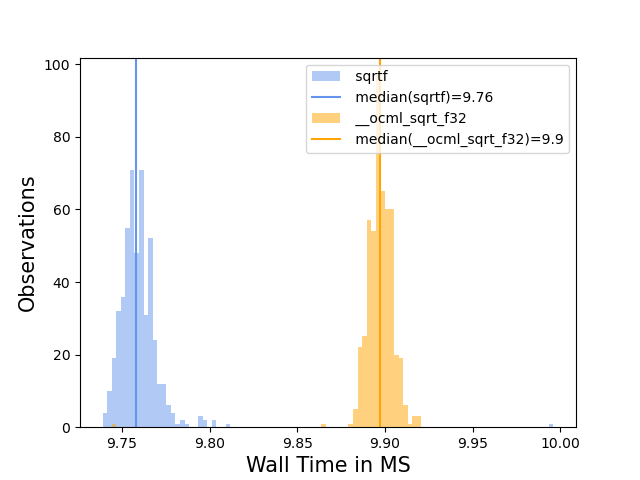 100
80
60
40
20
0
Observations
sqrtf
median(sqrtf)=9.76
__ocml_sqrt_f32
median(__ocml_sqrt_f32)=9.9
9.75 9.80 9.85 9.90 9.95 10.00
Wall Time in MS